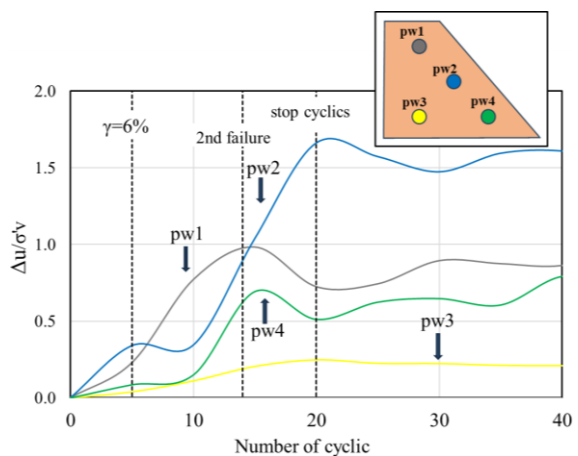 pw1
pw2
pw3
pw4
2.0
1.5
1.0
0.5
0.0
Δu/σ'v
γ=6%
2nd failure
stop cyclics
pw1
pw2
pw4
pw3
0
10
20
30
40
Number of cyclic